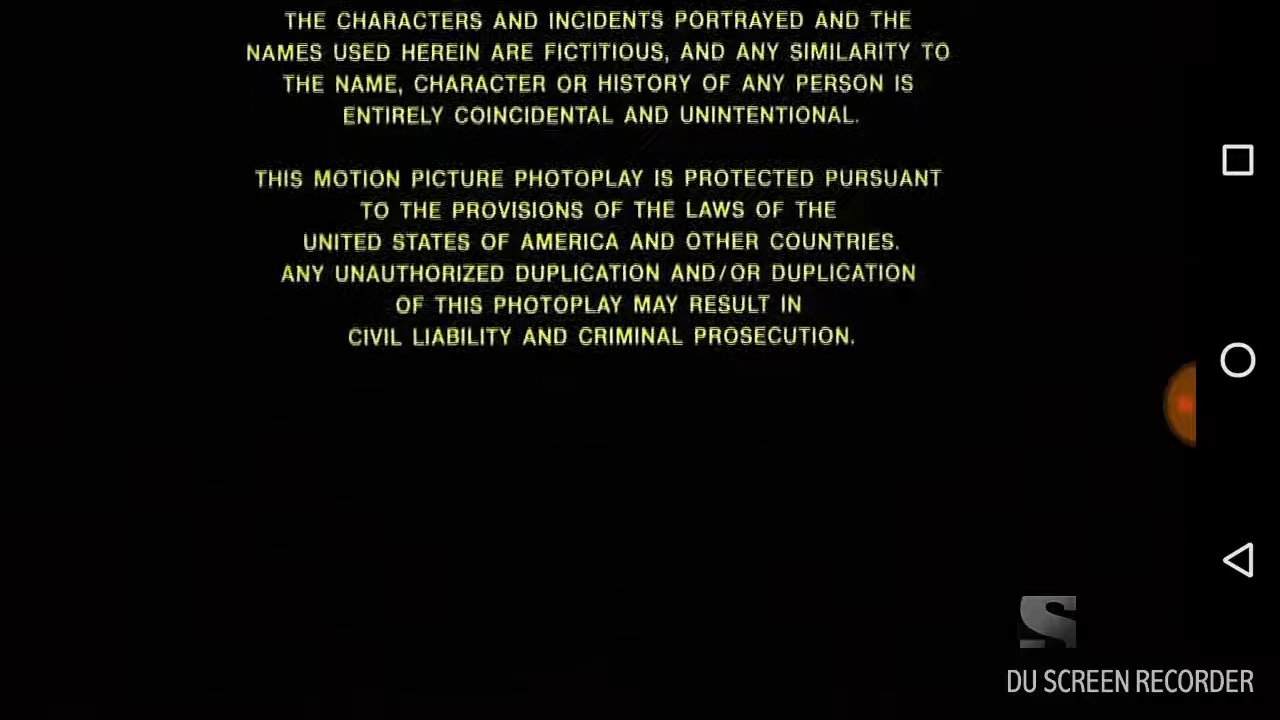 THE CHARACTERS AND INCIDENTS PORTRAYED AND THE
NAMES USED HEREIN ARE FICTITIOUS, AND ANY SIMILARITY TO
THE NAME, CHARACTER OR HISTORY OF ANY PERSON IS
ENTIRELY COINCIDENTAL AND UNINTENTIONAL.
THIS MOTION PICTURE PHOTOPLAY IS PROTECTED PURSUANT
TO THE PROVISIONS OF THE LAWS OF THE
UNITED STATES OF AMERICA AND OTHER COUNTRIES.
ANY UNAUTHORIZED DUPLICATION AND/OR DUPLICATION
OF THIS PHOTOPLAY MAY RESULT IN
CIVIL LIABILITY AND CRIMINAL PROSECUTION.
S
DU SCREEN RECORDER